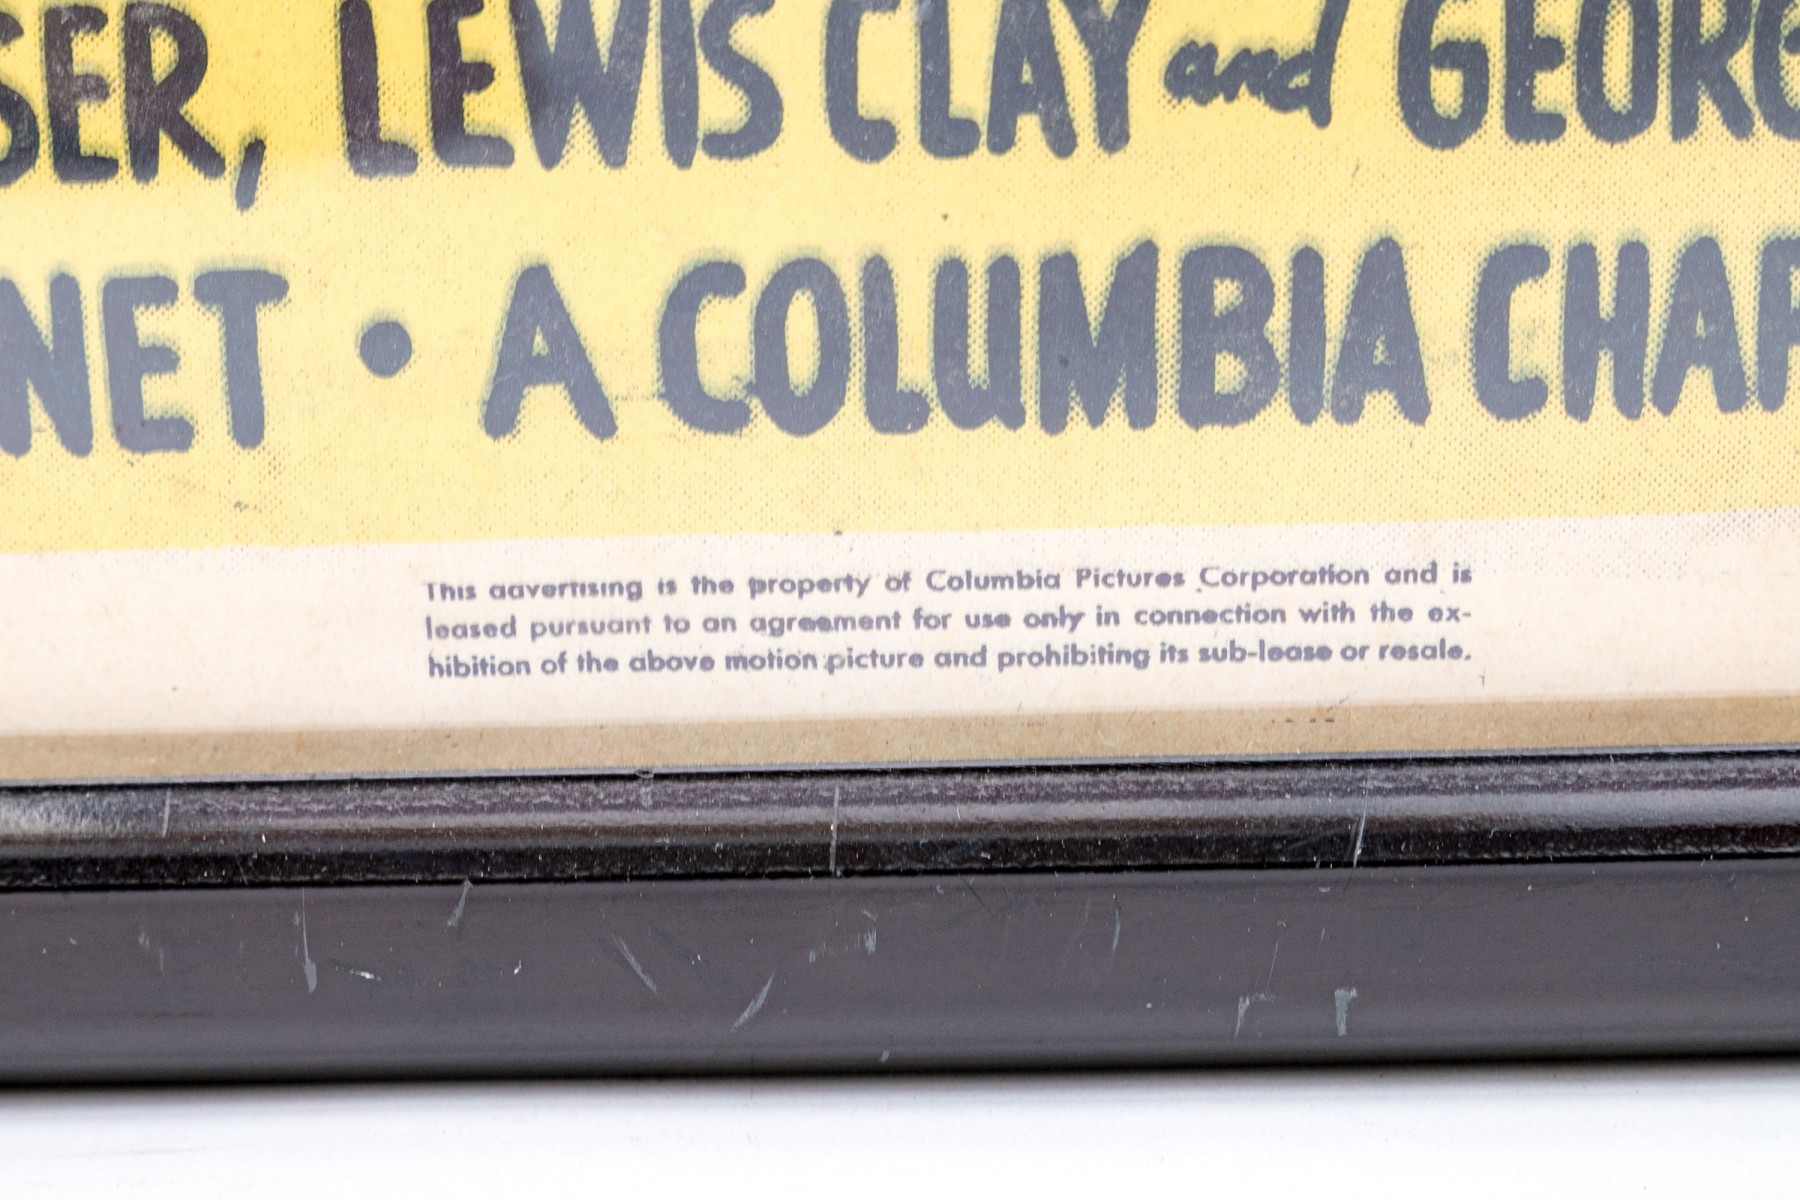 SER, LEWIS CLAY and GEORG
NET • A COLUMBIA CHAP
This advertising is the property of Columbia Pictures Corporation and is
leased pursuant to an agreement for use only in connection with the ex-
hibition of the above motion picture and prohibiting its sub-lease or resale.